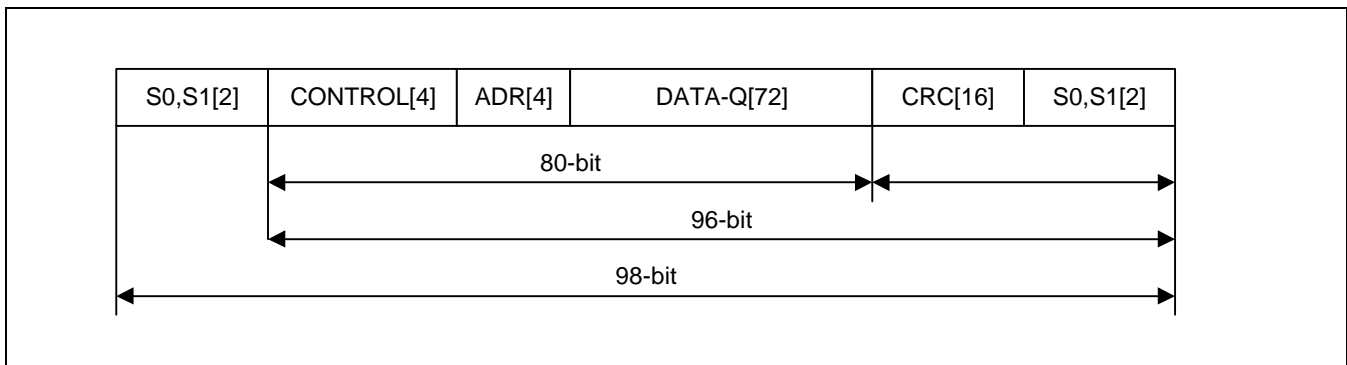 S0,S1[2] CONTROL[4] ADR[4] DATA-Q[72] CRC[16] S0,S1[2]
80-bit
96-bit
98-bit